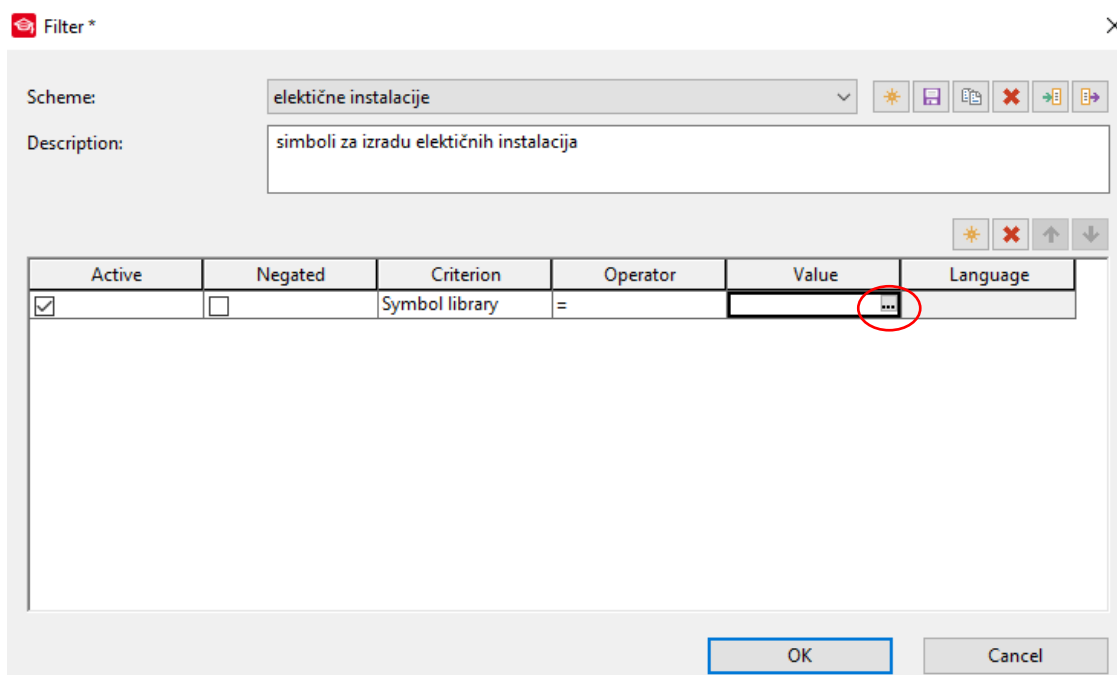 Filter *
Scheme:
elektične instalacije
Description:
simboli za izradu elektičnih instalacija
Active Negated Criterion Operator Value Language
Symbol library = ...
OK Cancel